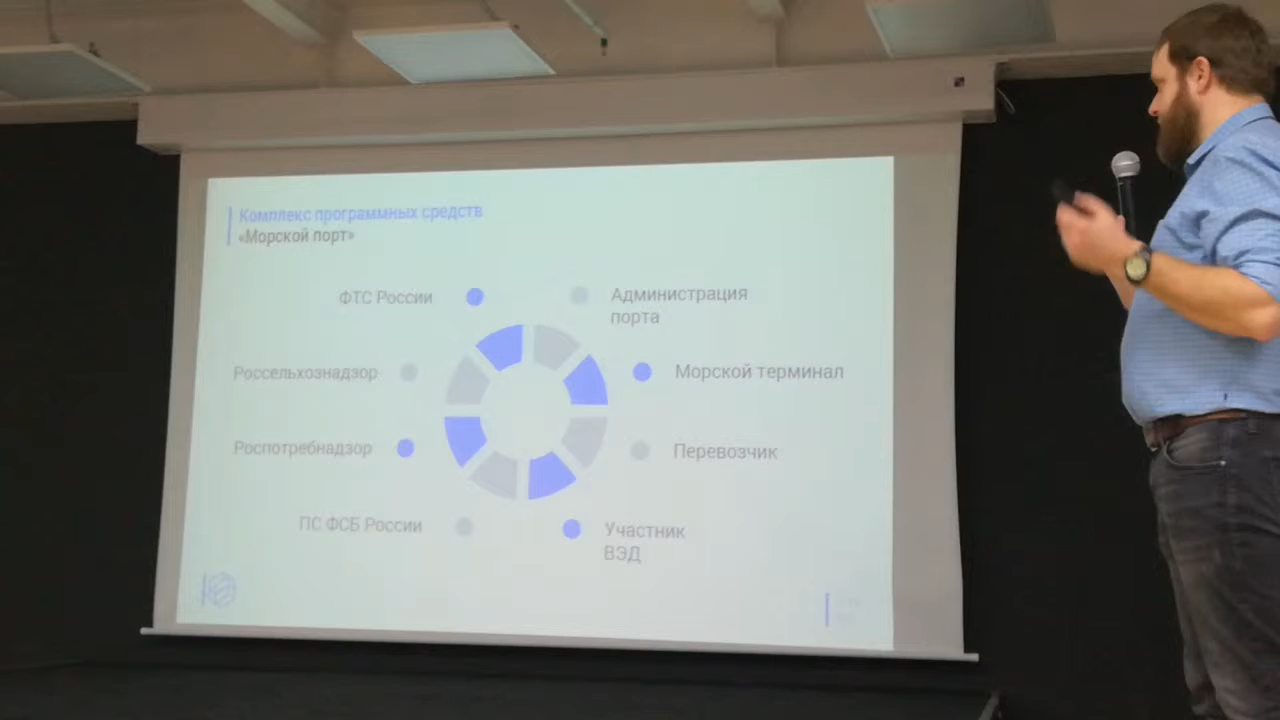 Комплекс программных средств
«Морской порт»
ФТС России
Администрация
порта
Россельхознадзор
Морской терминал
Роспотребнадзор
Перевозчик
ПС ФСБ России
Участник
ВЭД